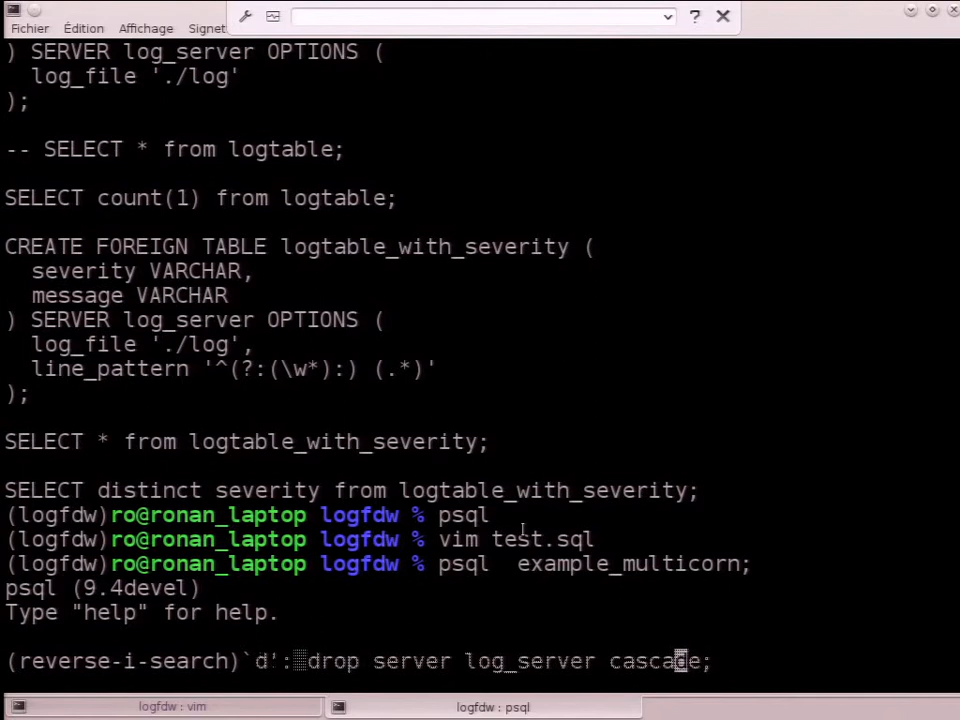 Fichier Édition Affichage Signet
?
) SERVER log_server OPTIONS (
log_file './log'
);
-- SELECT * from logtable;
SELECT count(1) from logtable;
CREATE FOREIGN TABLE logtable_with_severity (
severity VARCHAR,
message VARCHAR
) SERVER log_server OPTIONS (
log_file './log',
line_pattern '^(?:(\w*):) (.*)'
);
SELECT * from logtable_with_severity;
SELECT distinct severity from logtable_with_severity;
(logfdw)ro@ronan_laptop logfdw % psql
(logfdw)ro@ronan_laptop logfdw % vim test.sql
(logfdw)ro@ronan_laptop logfdw % psql  example_multicorn;
psql (9.4devel)
Type "help" for help.
(reverse-i-search)`d': drop server log_server cascade;
logfdw : vim
logfdw : psql